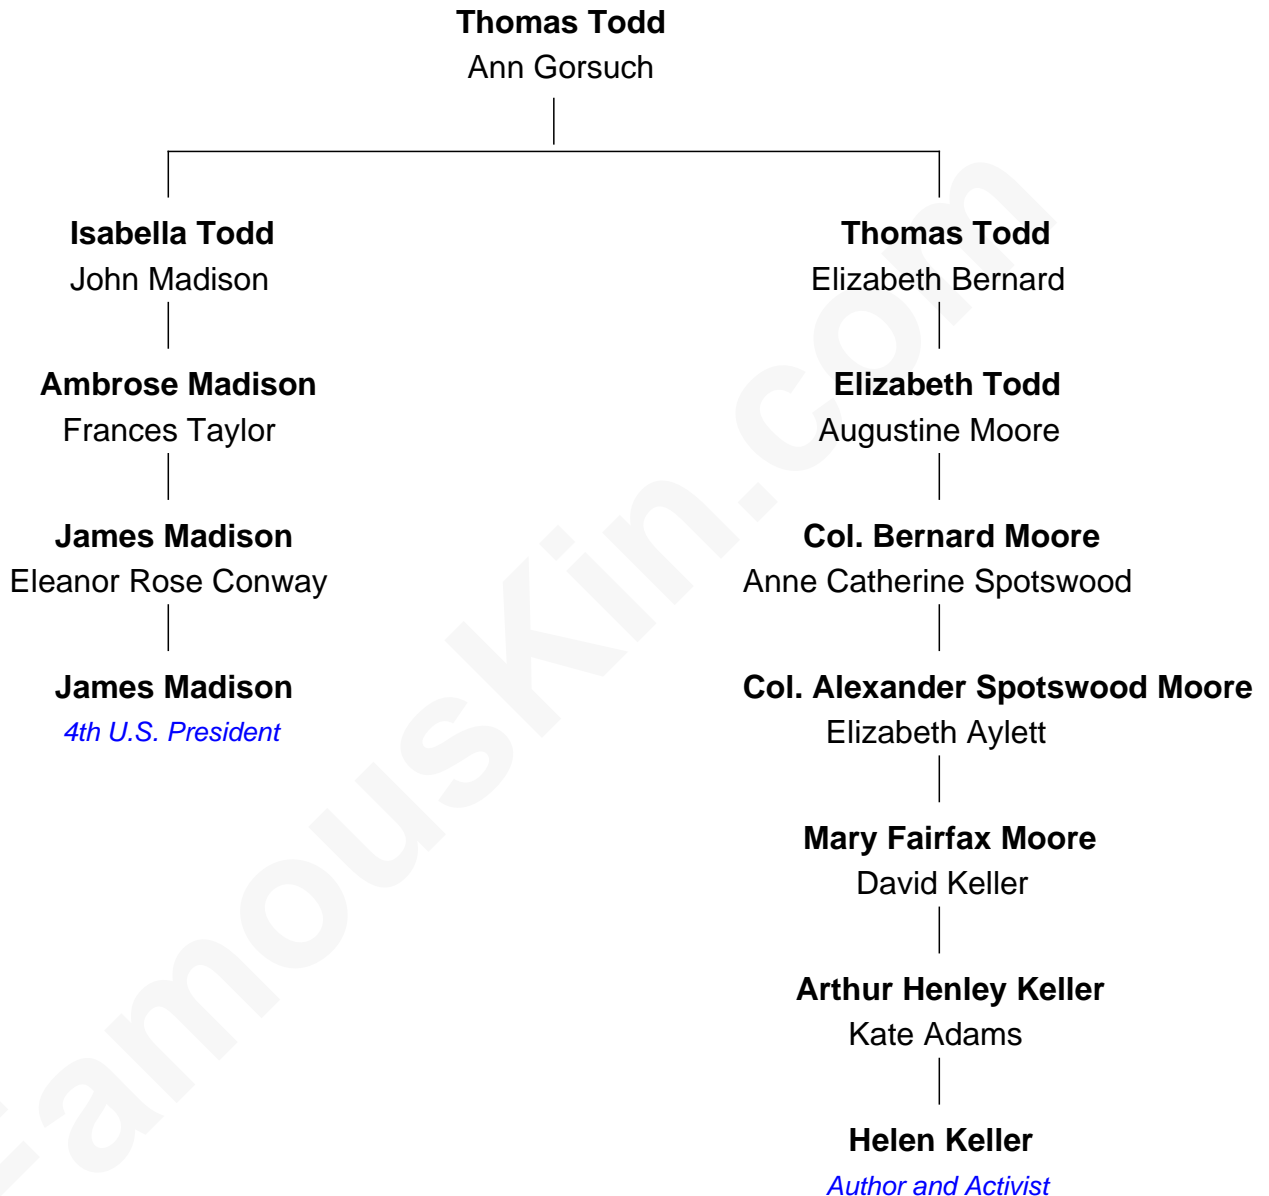 Thomas Todd
Ann Gorsuch
Isabella Todd
John Madison
Ambrose Madison
Frances Taylor
James Madison
Eleanor Rose Conway
James Madison
4th U.S. President
Thomas Todd
Elizabeth Bernard
Elizabeth Todd
Augustine Moore
Col. Bernard Moore
Anne Catherine Spotswood
Col. Alexander Spotswood Moore
Elizabeth Aylett
Mary Fairfax Moore
David Keller
Arthur Henley Keller
Kate Adams
Helen Keller
Author and Activist
FamousKin.com